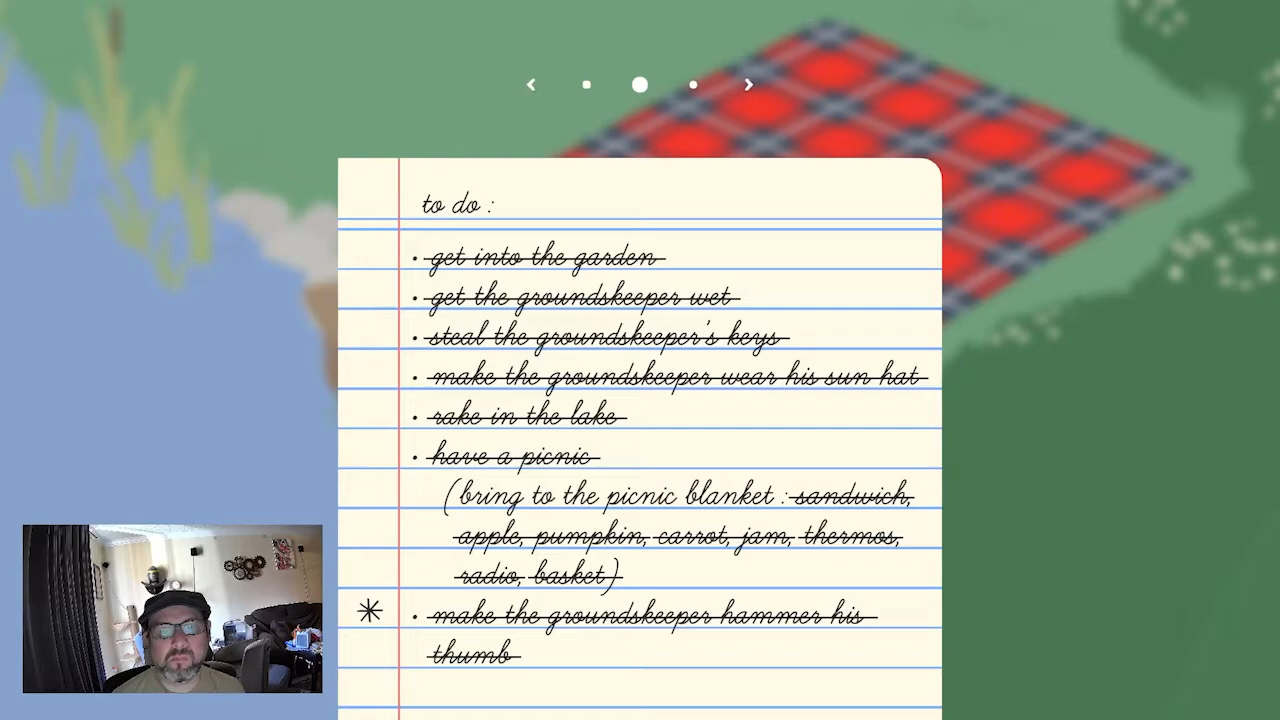 to do :
• get into the garden
• get the groundskeeper wet
• steal the groundskeeper's keys
• make the groundskeeper wear his sun hat
• rake in the lake
• have a picnic
(bring to the picnic blanket : sandwich,
apple, pumpkin, carrot, jam, thermos,
radio, basket)
• make the groundskeeper hammer his
thumb